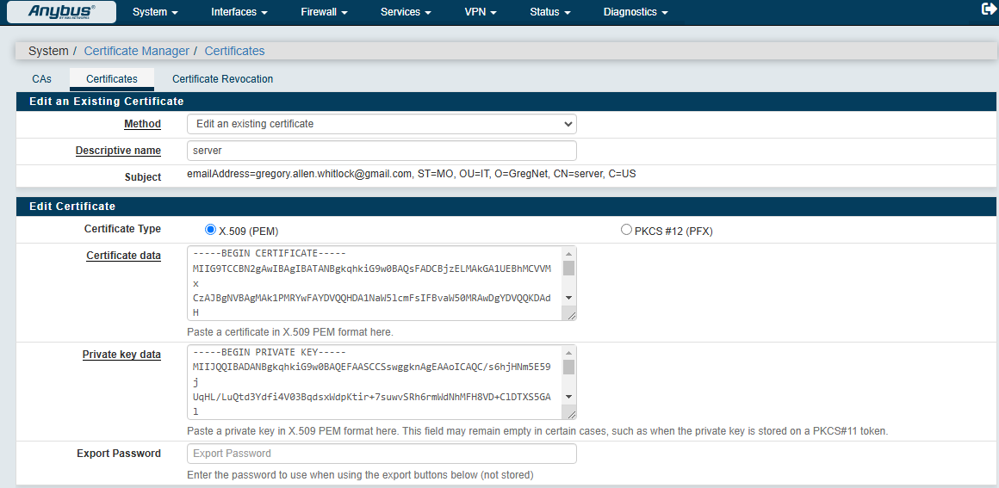 Anybus®
BY HMS NETWORKS
System Interfaces Firewall Services VPN Status Diagnostics
System / Certificate Manager / Certificates
CAs Certificates Certificate Revocation
Edit an Existing Certificate
Method Edit an existing certificate
Descriptive name server
Subject emailAddress=gregory.allen.whitlock@gmail.com, ST=MO, OU=IT, O=GregNet, CN=server, C=US
Edit Certificate
Certificate Type X.509 (PEM) PKCS #12 (PFX)
Certificate data -----BEGIN CERTIFICATE-----
MIIG9TCCBN2gAwIBAgIBATANBgkqhkiG9w0BAQsFADCBjzELMAkGA1UEBhMCVVM
x
CzAJBgNVBAgMAk1PMRYwFAYDVQQHDA1NaW5lcmFsIFBvaW50MRAwDgYDVQQKDAd
H
Paste a certificate in X.509 PEM format here.
Private key data -----BEGIN PRIVATE KEY-----
MIIJQQIBADANBgkqhkiG9w0BAQEFAASCCSswggknAgEAAoICAQC/s6hjHNm5E59
j
UqHL/LuQtd3Ydfi4V03BqdsxWdpKtir+7suwvSRh6rmWdNhMFH8VD+ClDTXS5GA
l
Paste a private key in X.509 PEM format here. This field may remain empty in certain cases, such as when the private key is stored on a PKCS#11 token.
Export Password Export Password
Enter the password to use when using the export buttons below (not stored)